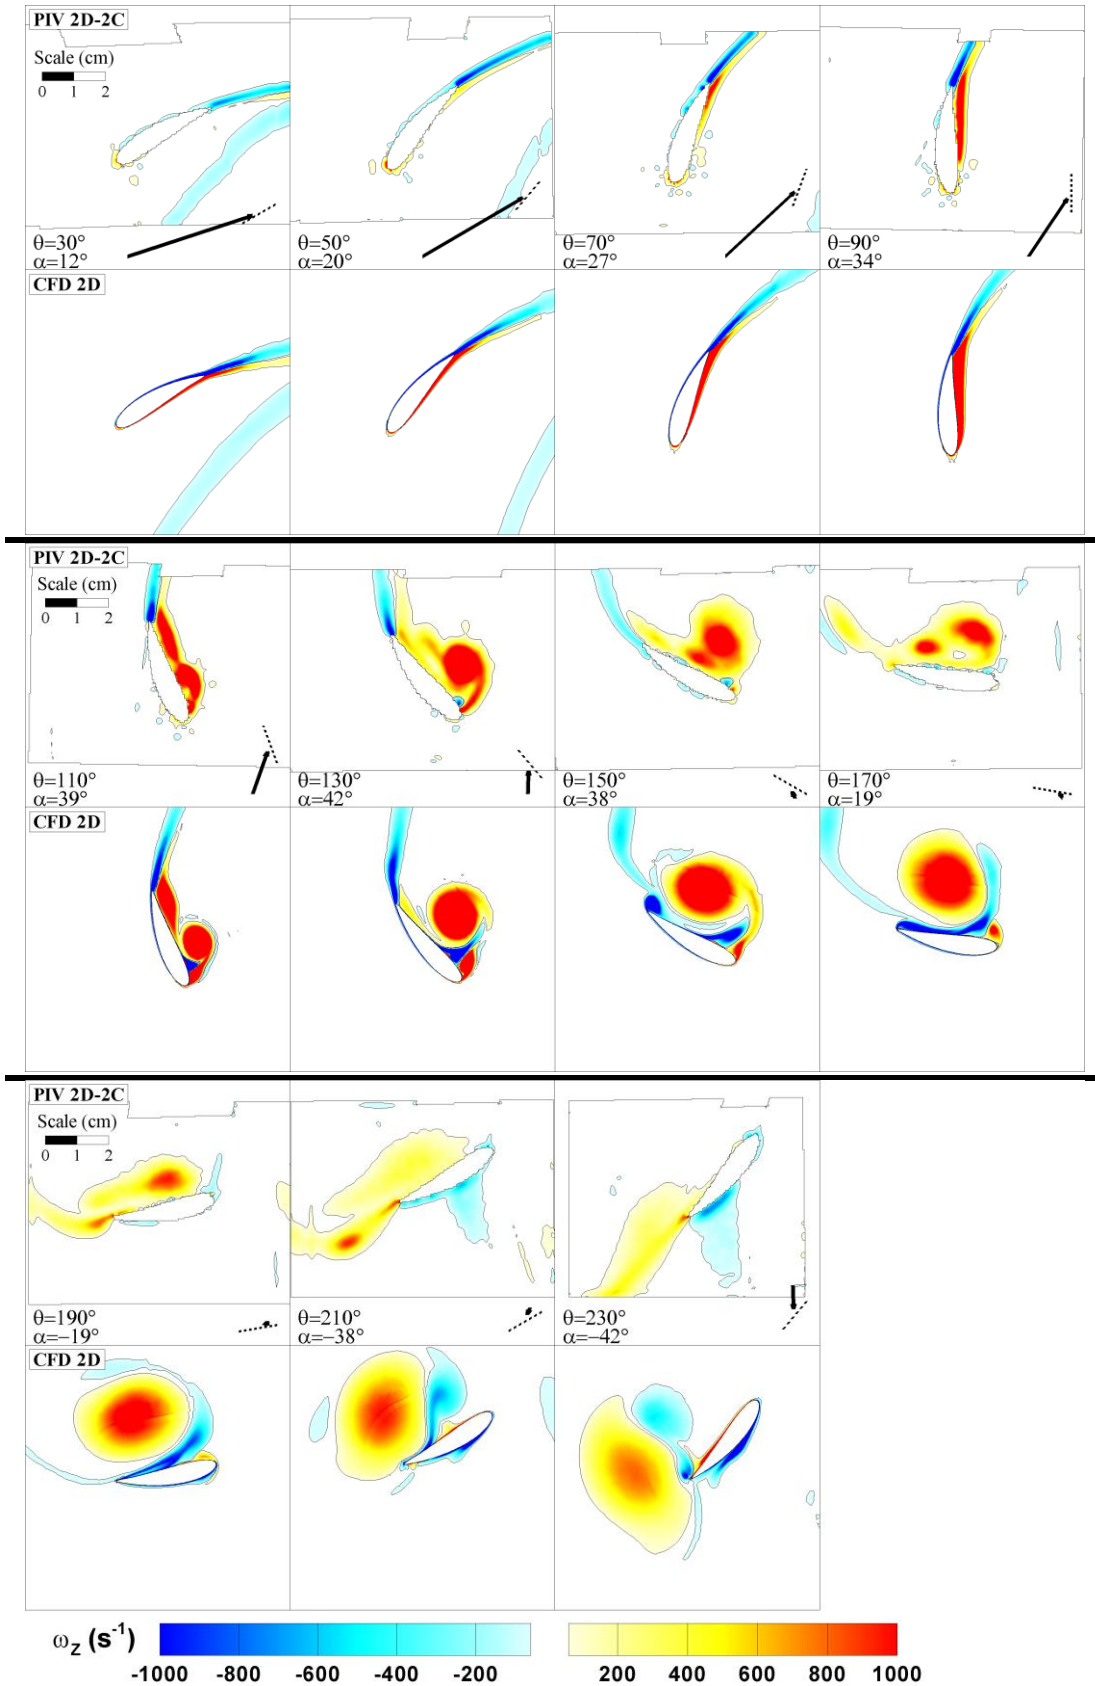 PIV 2D-2C
Scale (cm)
0 1 2
θ=30°
α=12°
θ=50°
α=20°
θ=70°
α=27°
θ=90°
α=34°
CFD 2D
PIV 2D-2C
Scale (cm)
0 1 2
θ=110°
α=39°
θ=130°
α=42°
θ=150°
α=38°
θ=170°
α=19°
CFD 2D
PIV 2D-2C
Scale (cm)
0 1 2
θ=190°
α=−19°
θ=210°
α=−38°
θ=230°
α=−42°
CFD 2D
ωz (s-1)
-1000 -800 -600 -400 -200 200 400 600 800 1000